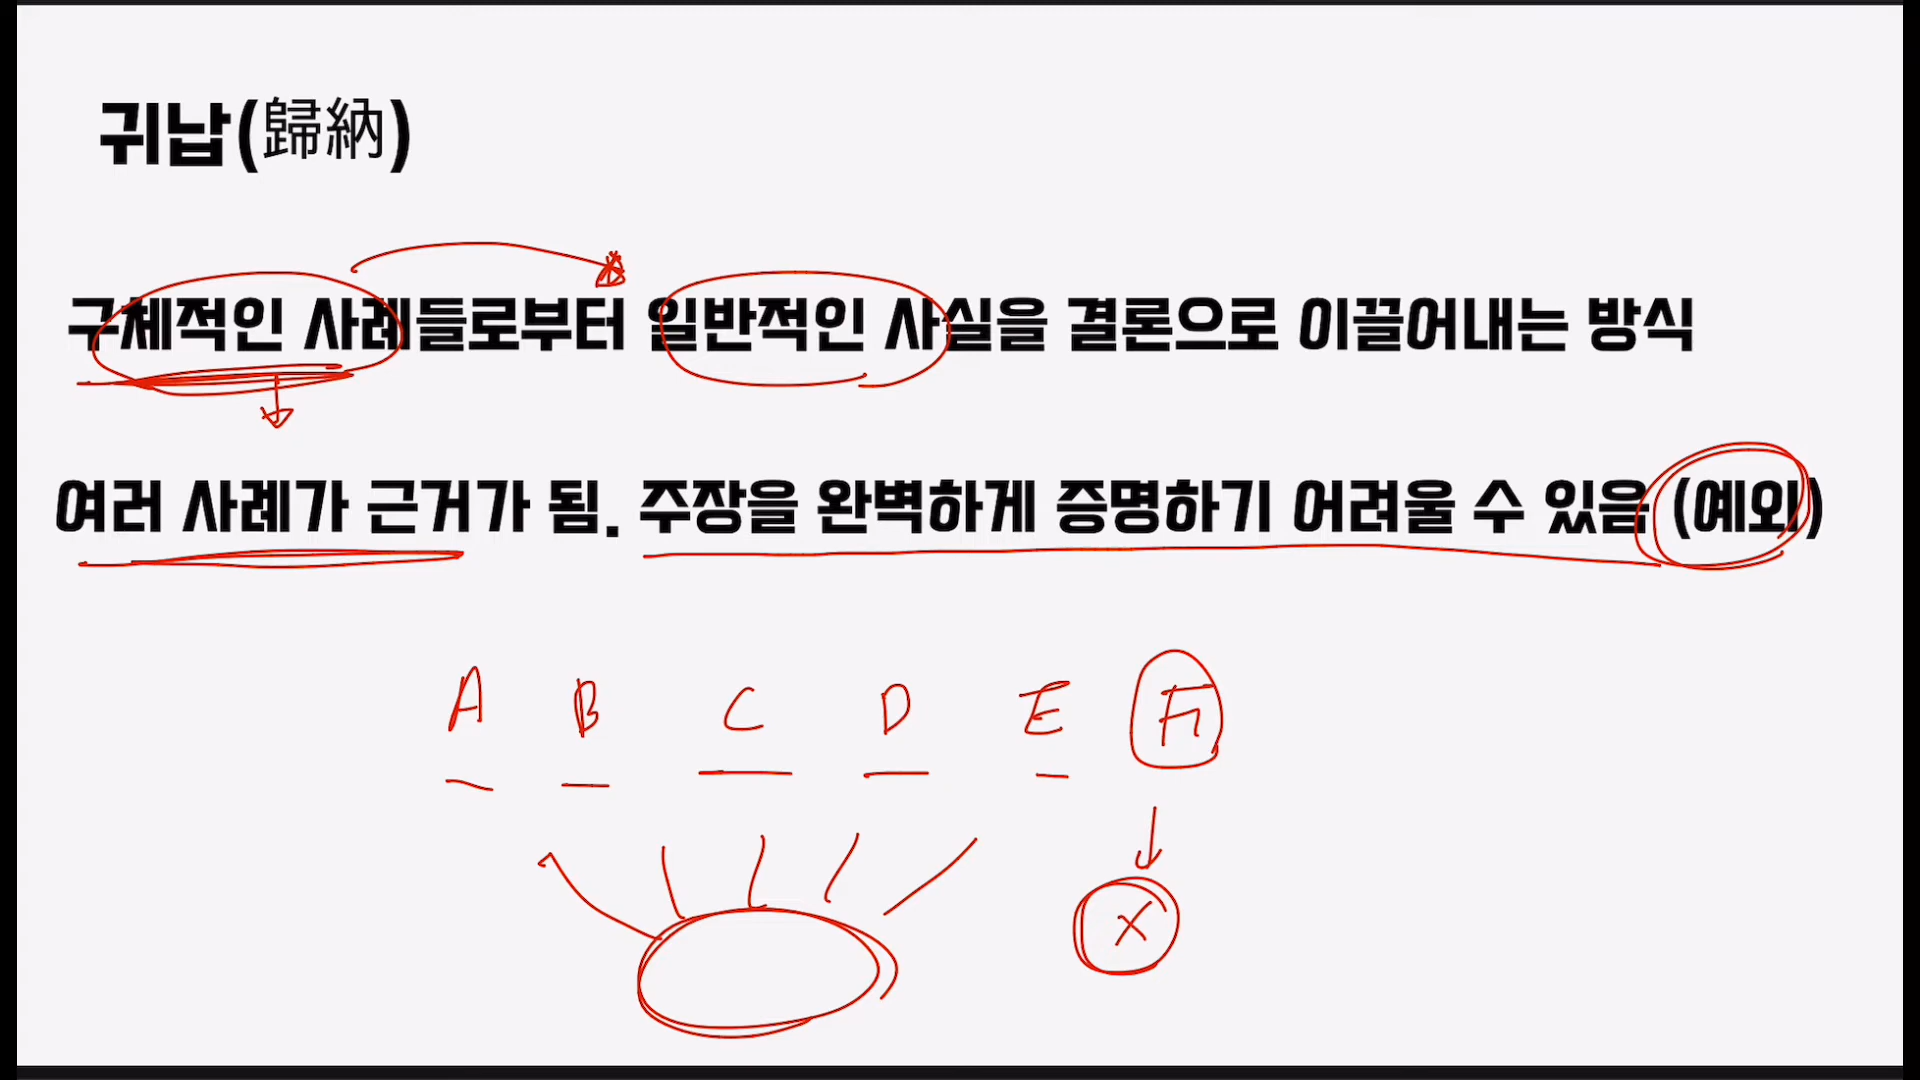 귀납(歸納)
구체적인 사례들로부터 일반적인 사실을 결론으로 이끌어내는 방식
여러 사례가 근거가 됨. 주장을 완벽하게 증명하기 어려울 수 있음 (예외)
A B C D E F
X